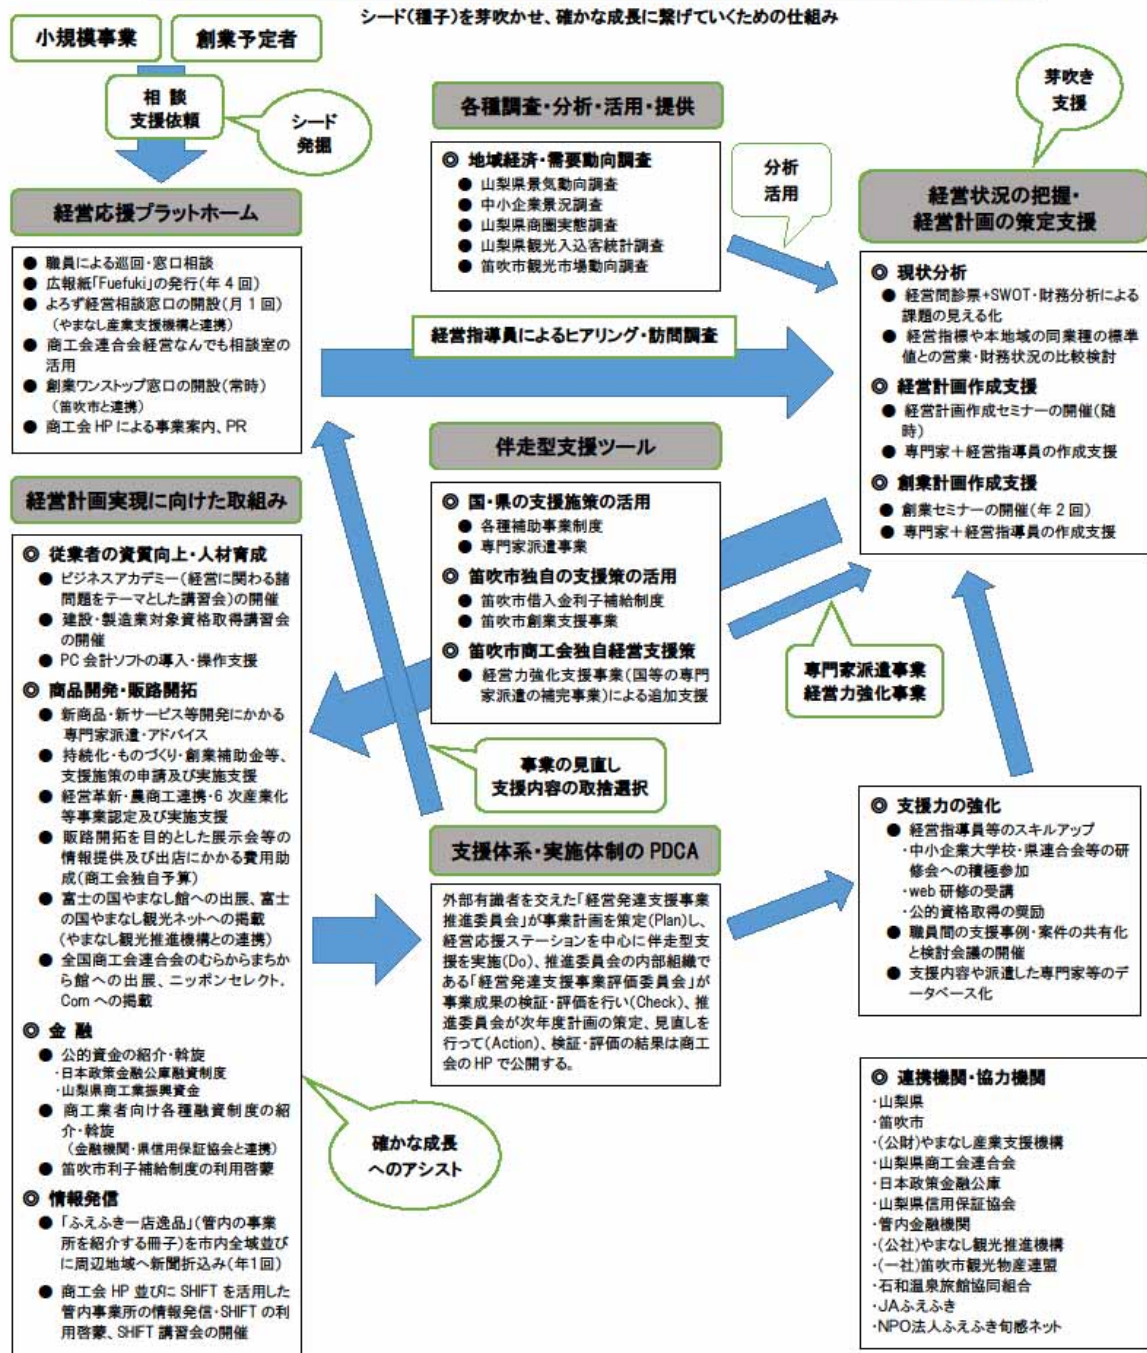 シード(種子)を芽吹かせ、確かな成長に繋げていくための仕組み
小規模事業
創業予定者
相 談
支援依頼
シード
発掘
経営応援プラットホーム
● 職員による巡回・窓口相談
● 広報紙「Fuefuki」の発行(年4回)
● よろず経営相談窓口の開設(月1回)
(やまなし産業支援機構と連携)
● 商工会連合会経営なんでも相談室の
活用
● 創業ワンストップ窓口の開設(常時)
(笛吹市と連携)
● 商工会 HP による事業案内、PR
各種調査・分析・活用・提供
◎ 地域経済・需要動向調査
● 山梨県景気動向調査
● 中小企業景況調査
● 山梨県商圏実態調査
● 山梨県観光入込客統計調査
● 笛吹市観光市場動向調査
分析
活用
芽吹き
支援
経営状況の把握・
経営計画の策定支援
◎ 現状分析
● 経営問診票+SWOT・財務分析による
課題の見える化
● 経営指標や本地域の同業種の標準
値との営業・財務状況の比較検討
◎ 経営計画作成支援
● 経営計画作成セミナーの開催(随
時)
● 専門家+経営指導員の作成支援
◎ 創業計画作成支援
● 創業セミナーの開催(年2回)
● 専門家+経営指導員の作成支援
経営指導員によるヒアリング・訪問調査
伴走型支援ツール
◎ 国・県の支援施策の活用
● 各種補助事業制度
● 専門家派遣事業
◎ 笛吹市独自の支援策の活用
● 笛吹市借入金利子補給制度
● 笛吹市創業支援事業
◎ 笛吹市商工会独自経営支援策
● 経営力強化支援事業(国等の専門
家派遣の補完事業)による追加支援
専門家派遣事業
経営力強化事業
事業の見直し
支援内容の取捨選択
経営計画実現に向けた取組み
◎ 従業者の資質向上・人材育成
● ビジネスアカデミー(経営に関わる諸
問題をテーマとした講習会)の開催
● 建設・製造業対象資格取得講習会
の開催
● PC 会計ソフトの導入・操作支援
◎ 商品開発・販路開拓
● 新商品・新サービス等開発にかかる
専門家派遣・アドバイス
● 持続化・ものづくり・創業補助金等、
支援施策の申請及び実施支援
● 経営革新・農商工連携・6 次産業化
等事業認定及び実施支援
● 販路開拓を目的とした展示会等の
情報提供及び出店にかかる費用助
成(商工会独自予算)
● 富士の国やまなし館への出展、富士
の国やまなし観光ネットへの掲載
(やまなし観光推進機構との連携)
● 全国商工会連合会のむらからまちか
ら館への出展、ニッポンセレクト.
Com への掲載
◎ 金 融
● 公的資金の紹介・斡旋
・日本政策金融公庫融資制度
・山梨県商工業振興資金
● 商工業者向け各種融資制度の紹
介・斡旋
(金融機関・県信用保証協会と連携)
● 笛吹市利子補給制度の利用啓蒙
◎ 情報発信
● 「ふえふき一店逸品」(管内の事業
所を紹介する冊子)を市内全域並び
に周辺地域へ新聞折込み(年1回)
● 商工会 HP 並びに SHIFT を活用した
管内事業所の情報発信・SHIFT の利
用啓蒙、SHIFT 講習会の開催
支援体系・実施体制の PDCA
外部有識者を交えた「経営発達支援事業
推進委員会」が事業計画を策定(Plan)し、
経営応援ステーションを中心に伴走型支
援を実施(Do)、推進委員会の内部組織で
ある「経営発達支援事業評価委員会」が
事業成果の検証・評価を行い(Check)、推
進委員会が次年度計画の策定、見直しを
行って(Action)、検証・評価の結果は商工
会の HP で公開する。
確かな成長
へのアシスト
◎ 支援力の強化
● 経営指導員等のスキルアップ
・中小企業大学校・県連合会等の研
修会への積極参加
・web 研修の受講
・公的資格取得の奨励
● 職員間の支援事例・案件の共有化
と検討会議の開催
● 支援内容や派遣した専門家等のデ
ータベース化
◎ 連携機関・協力機関
・山梨県
・笛吹市
・(公財)やまなし産業支援機構
・山梨県商工会連合会
・日本政策金融公庫
・山梨県信用保証協会
・管内金融機関
・(公社)やまなし観光推進機構
・(一社)笛吹市観光物産連盟
・石和温泉旅館協同組合
・JAふえふき
・NPO法人ふえふき旬感ネット